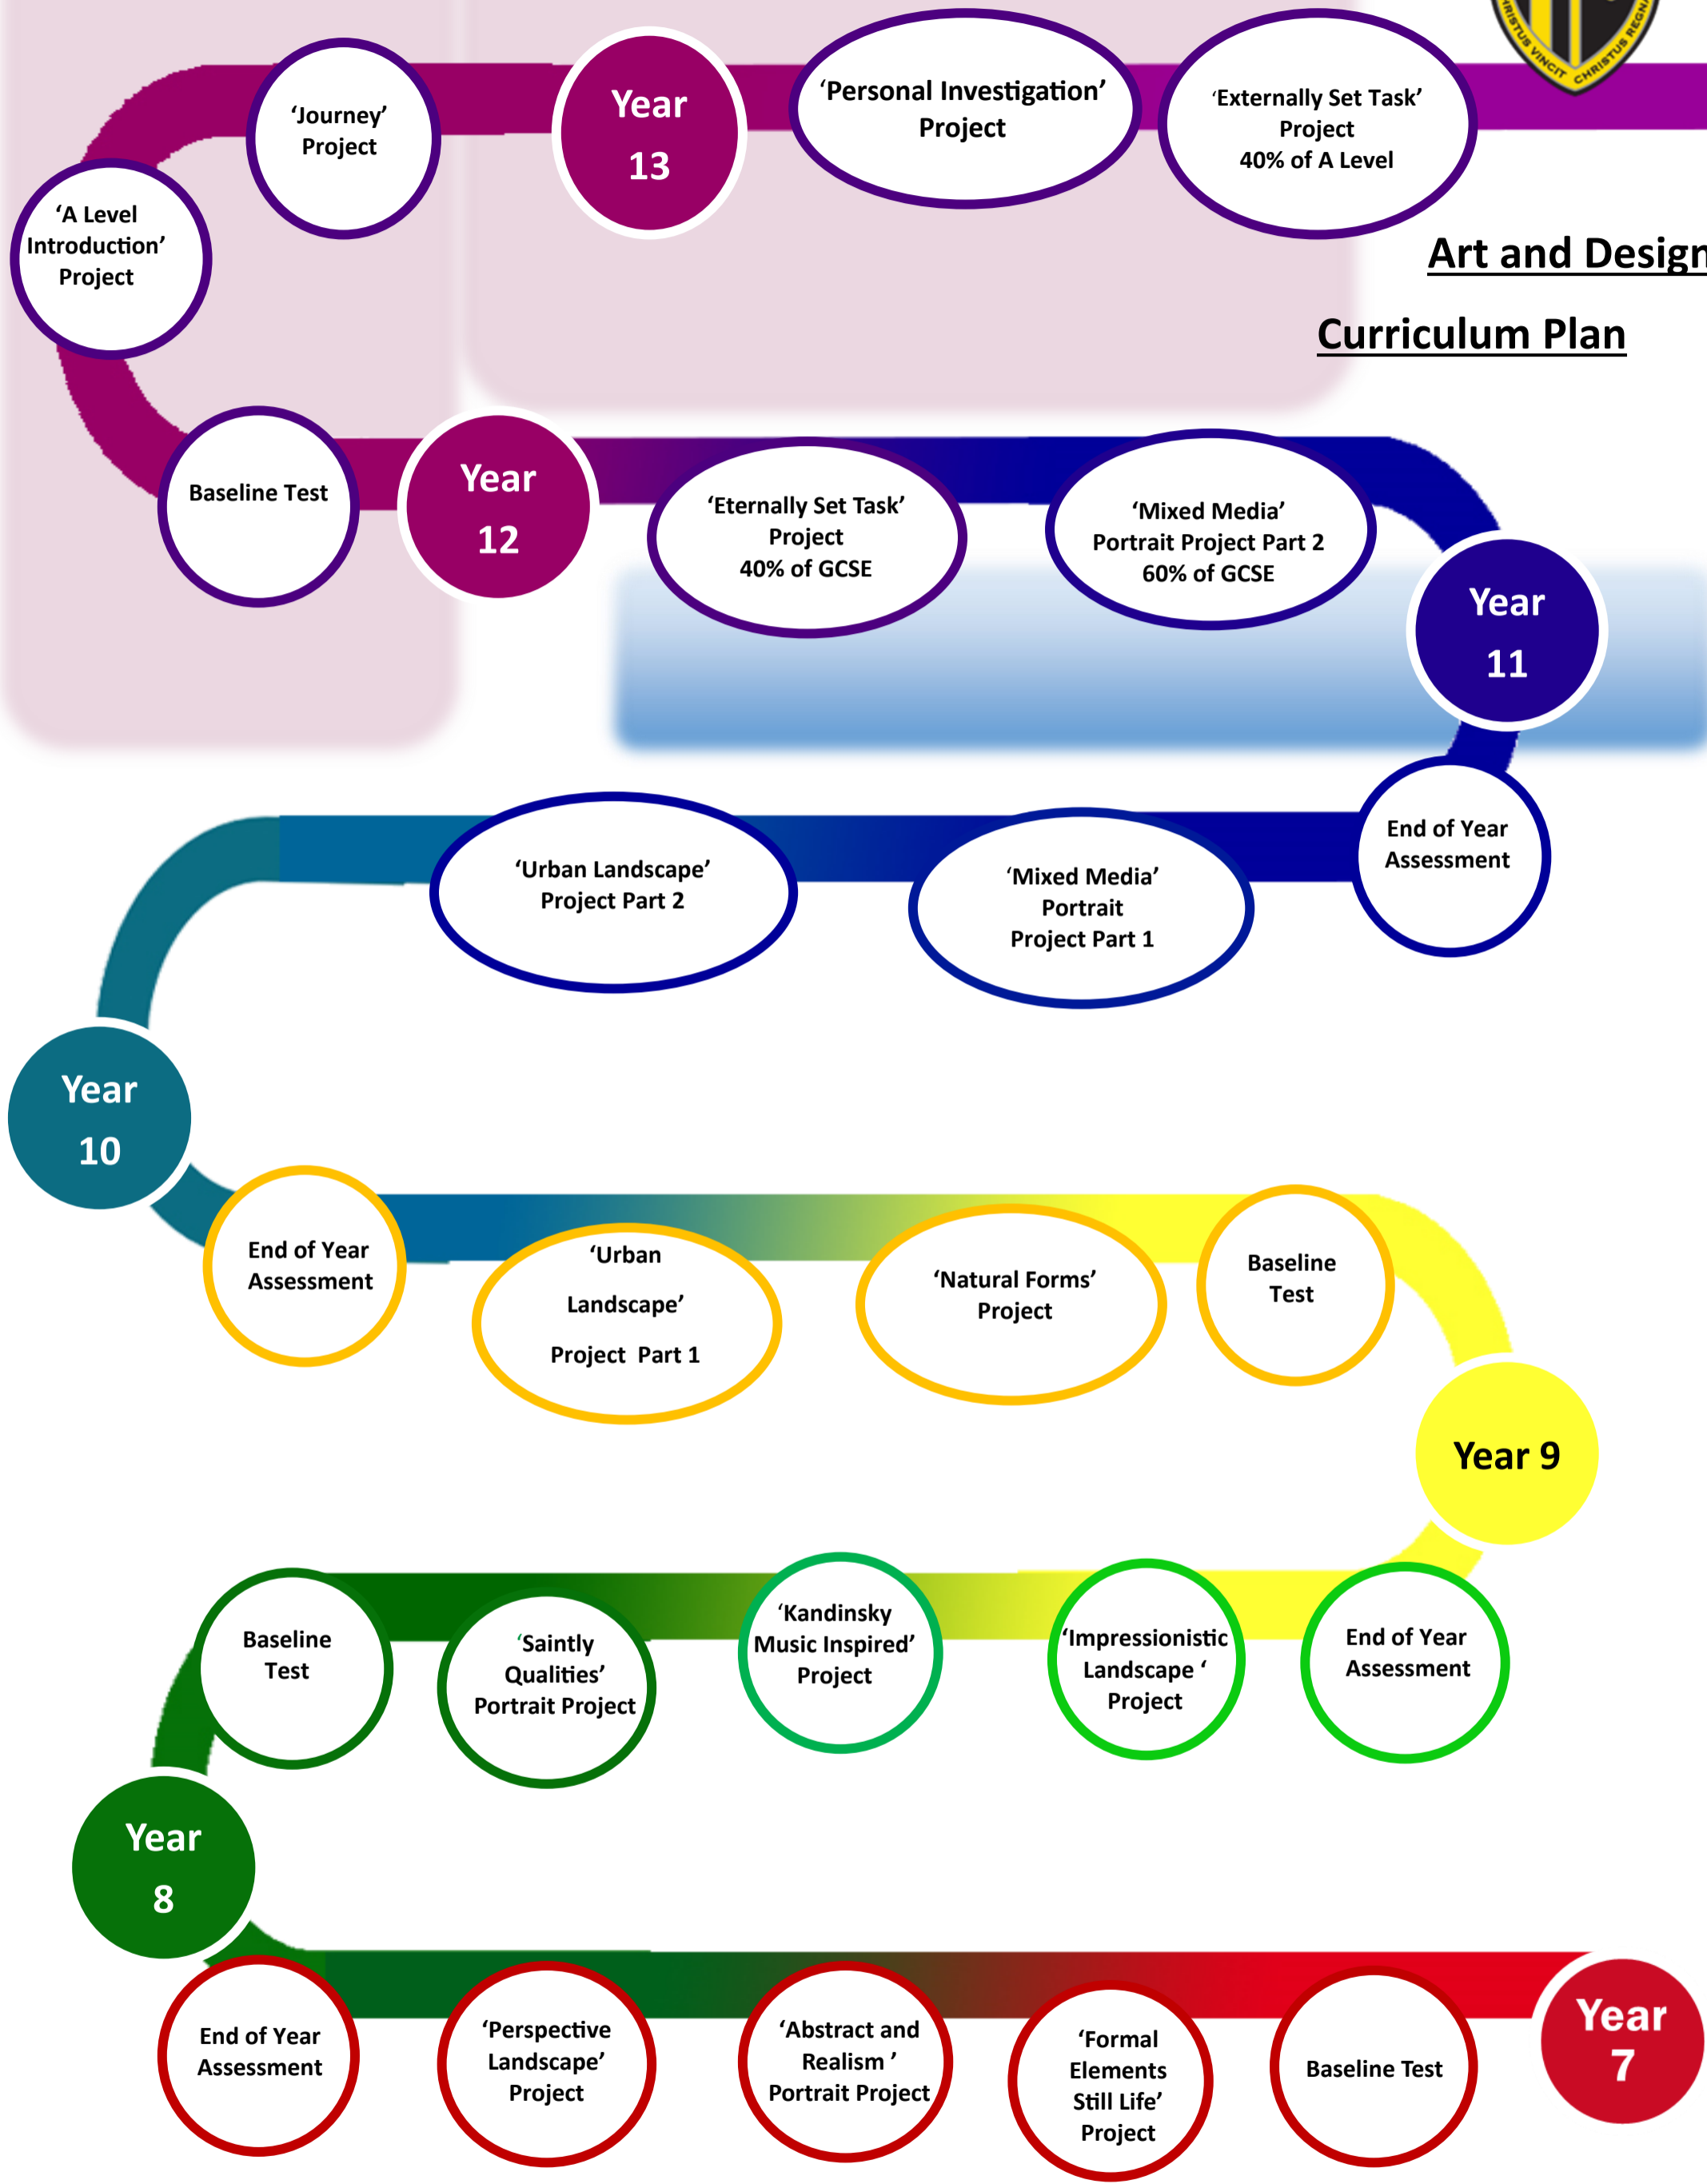 CHRISTUS VINCIT CHRISTUS REGNA
‘Journey’
Project
Year
13
‘Personal Investigation’
Project
‘Externally Set Task’
Project
40% of A Level
‘A Level
Introduction’
Project
Art and Design
Curriculum Plan
Baseline Test
Year
12
‘Eternally Set Task’
Project
40% of GCSE
‘Mixed Media’
Portrait Project Part 2
60% of GCSE
Year
11
‘Urban Landscape’
Project Part 2
‘Mixed Media’
Portrait
Project Part 1
End of Year
Assessment
Year
10
End of Year
Assessment
‘Urban
Landscape’
Project  Part 1
‘Natural Forms’
Project
Baseline
Test
Year 9
Baseline
Test
‘Saintly
Qualities’
Portrait Project
‘Kandinsky
Music Inspired’
Project
‘Impressionistic
Landscape ‘
Project
End of Year
Assessment
Year
8
End of Year
Assessment
‘Perspective
Landscape’
Project
‘Abstract and
Realism ’
Portrait Project
‘Formal
Elements
Still Life’
Project
Baseline Test
Year
7